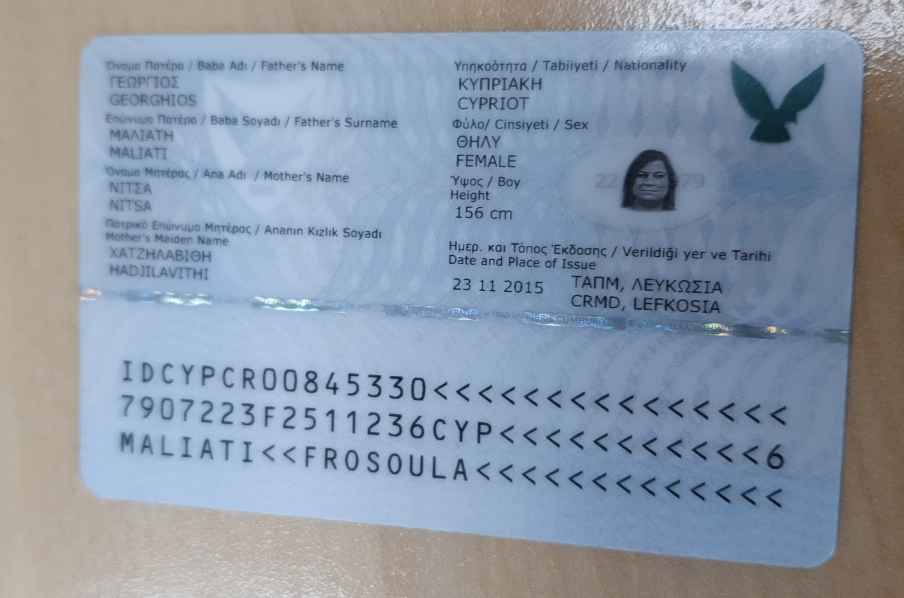 Όνομα Πατέρα / Baba Adı / Father's Name
ΓΕΩΡΓΙΟΣ
GEORGHIOS
Επώνυμο Πατέρα / Baba Soyadı / Father's Surname
ΜΑΛΙΑΤΗ
MALIATI
Όνομα Μητέρας / Ana Adı / Mother's Name
ΝΙΤΣΑ
NITSA
Πατρικό Επώνυμο Μητέρας / Ananın Kızlık Soyadı
Mother's Maiden Name
ΧΑΤΖΗΛΑΒΙΘΗ
HADJILAVITHI
Υπηκοότητα / Tabiiyeti / Nationality
ΚΥΠΡΙΑΚΗ
CYPRIOT
Φύλο/ Cinsiyeti / Sex
ΘΗΛΥ
FEMALE
Ύψος / Boy
Height
156 cm
Ημερ. και Τόπος Έκδοσης / Verildiği yer ve Tarihi
Date and Place of Issue
23 11 2015 ΤΑΠΜ, ΛΕΥΚΩΣΙΑ
CRMD, LEFKOSIA
IDCYPCR00845330<<<<<<<<<<<<<<<
7907223F2511236CYP<<<<<<<<<<<6
MALIATI<<FROSOULA<<<<<<<<<<<<<